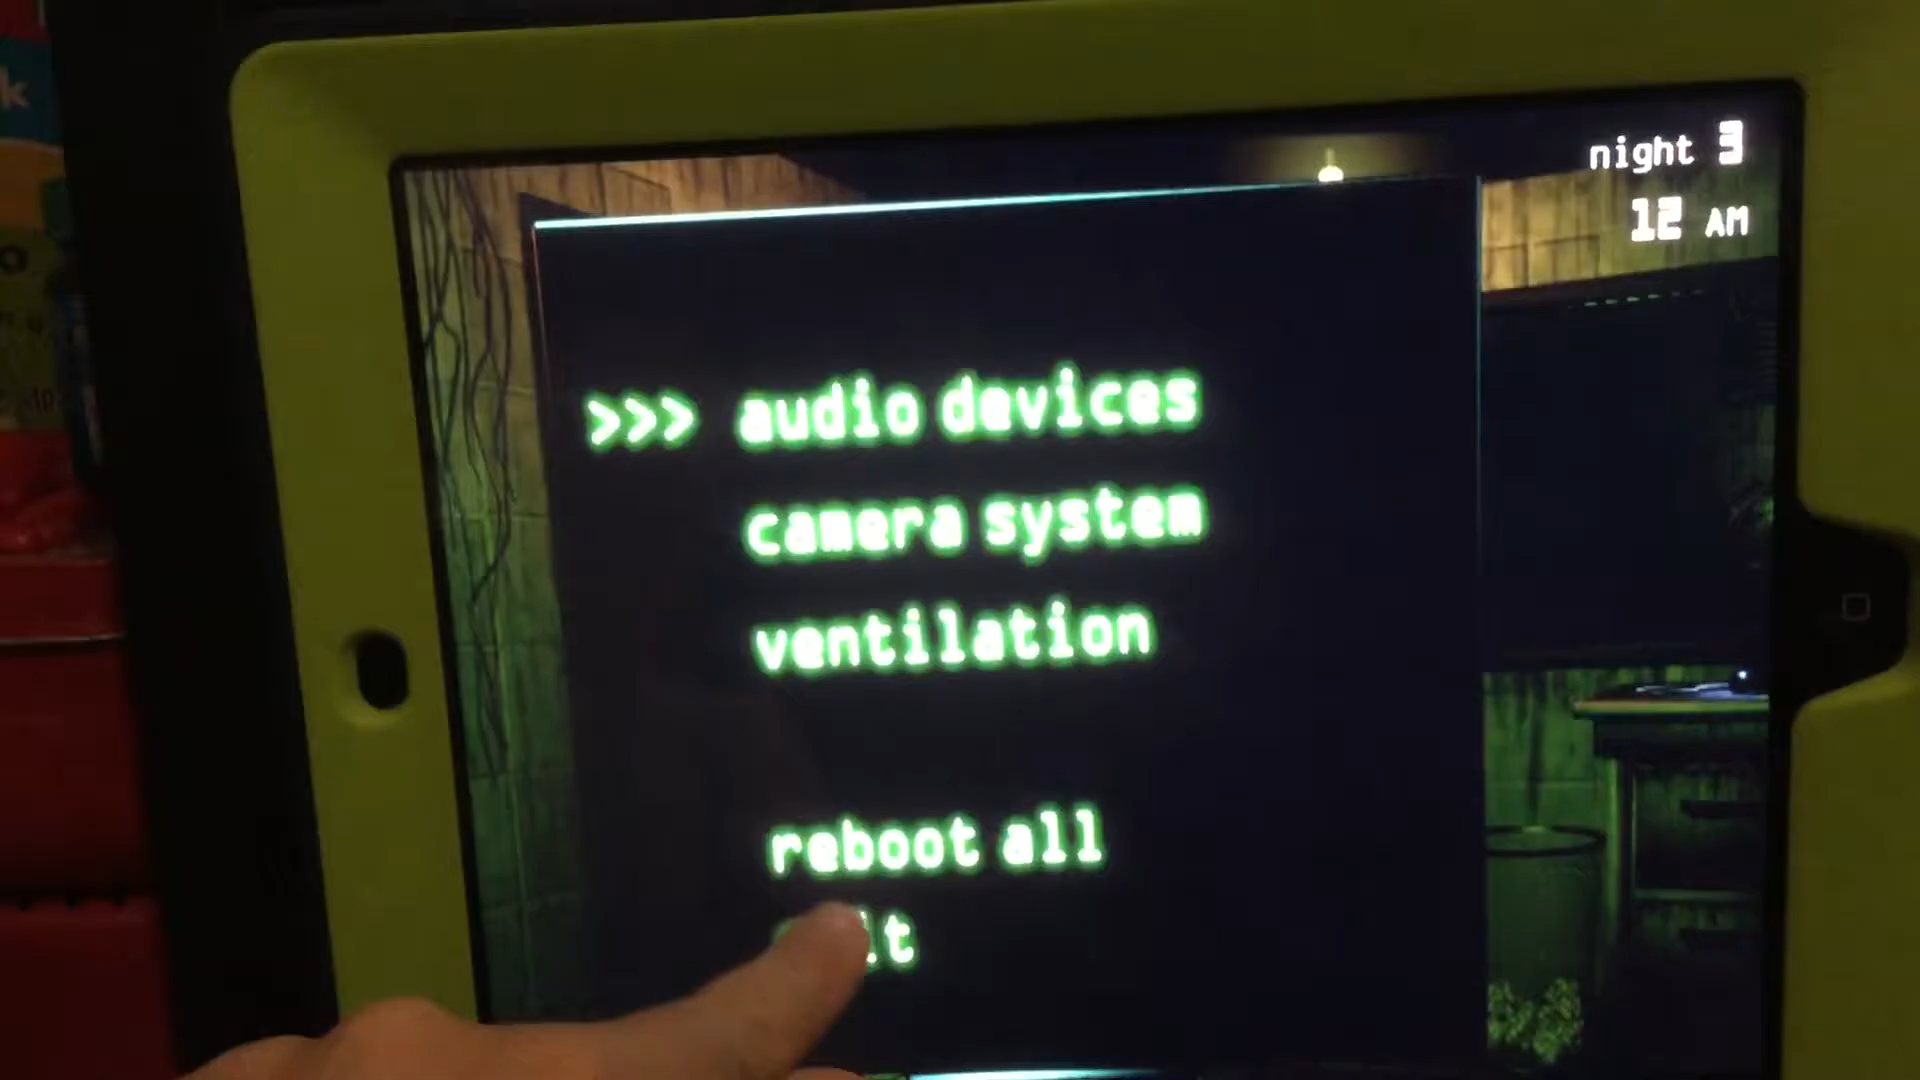 night 3
12 AM
>>> audio devices
camera system
ventilation
reboot all